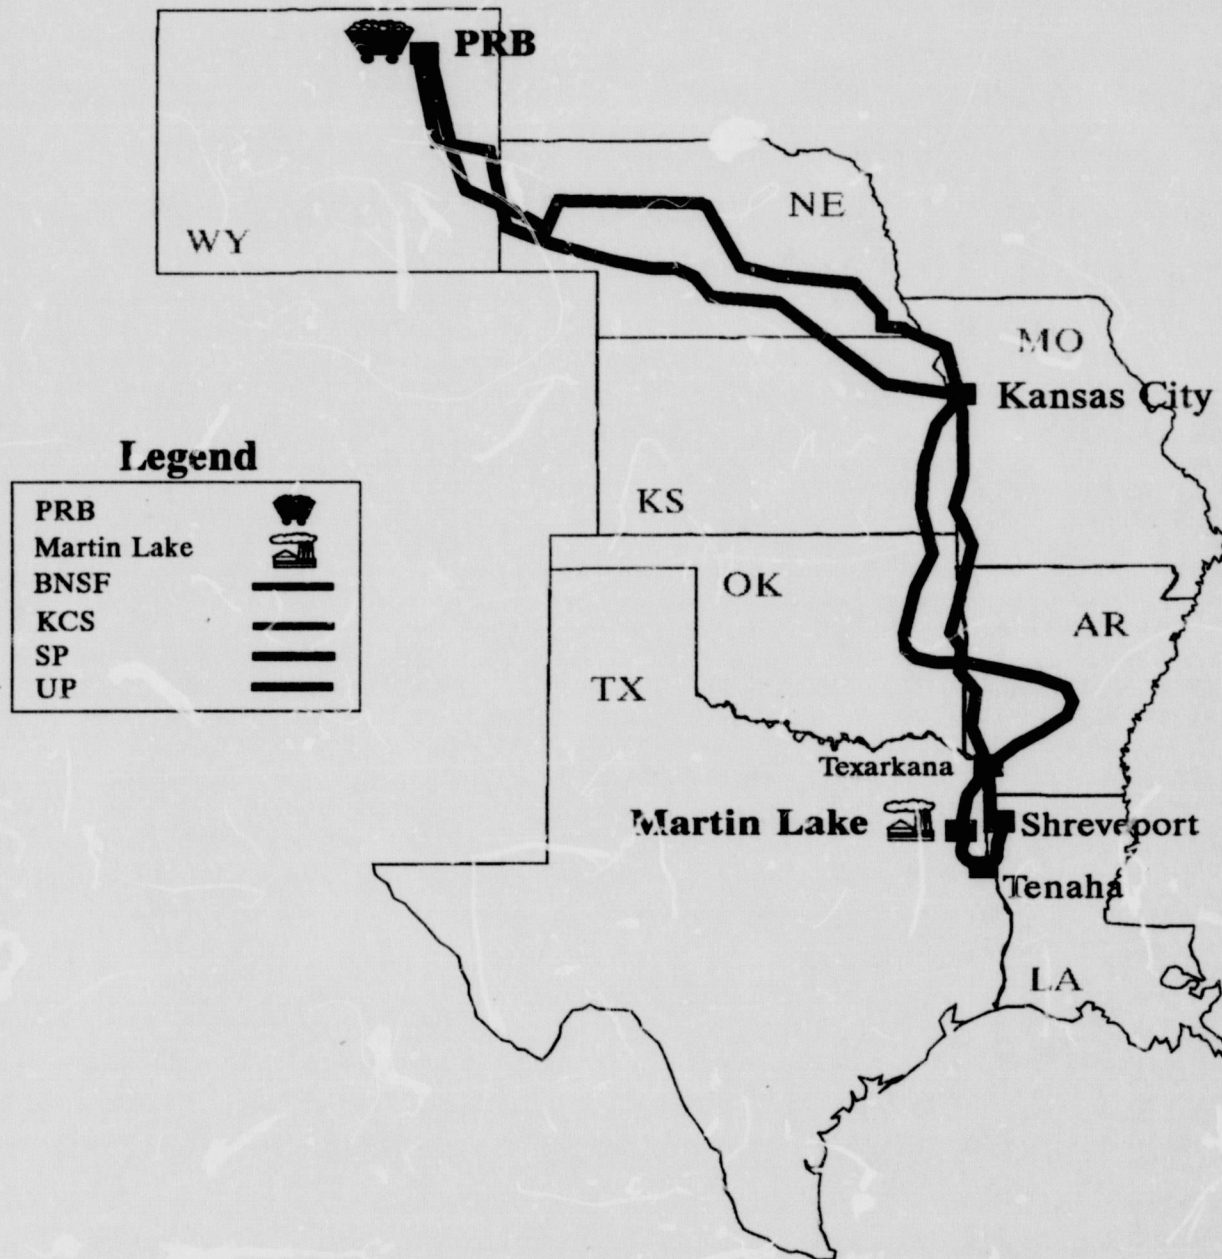 PRB
NE
WY
MO
Kansas City
Legend
PRB
Martin Lake
BNSF
KCS
SP
UP
KS
OK
AR
TX
Texarkana
Martin Lake
Shreveport
Tenaha
LA